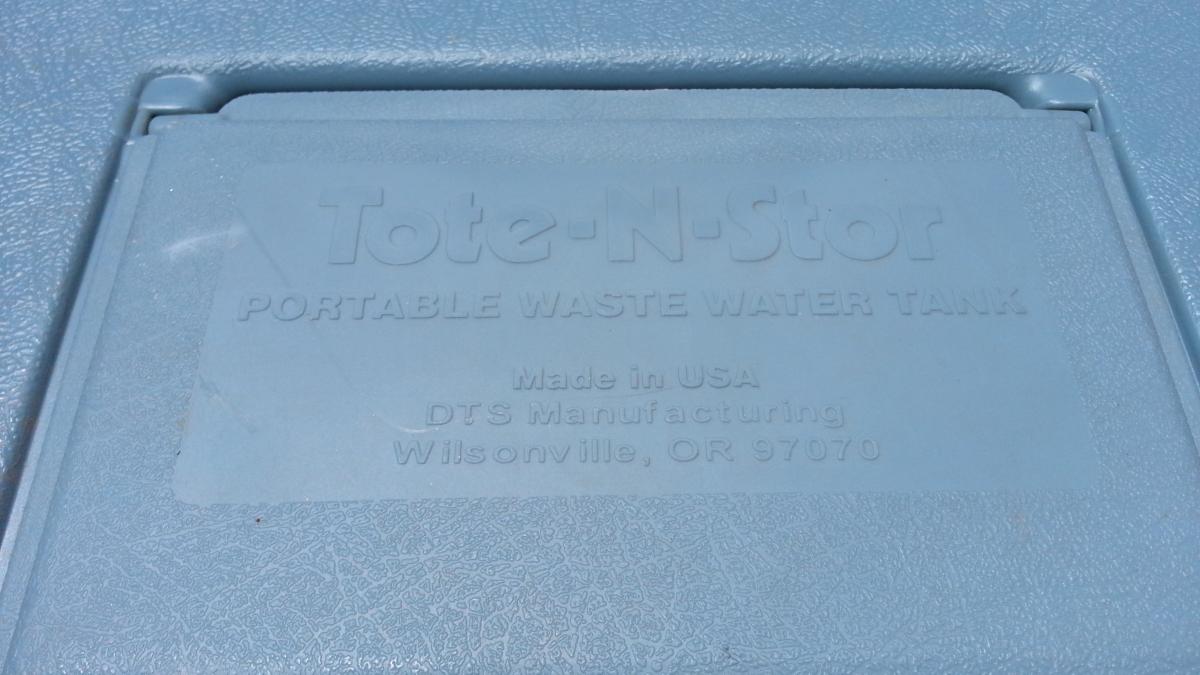 Tote-N-Stor
PORTABLE WASTE WATER TANK
Made in USA
DTS Manufacturing
Wilsonville, OR 97070